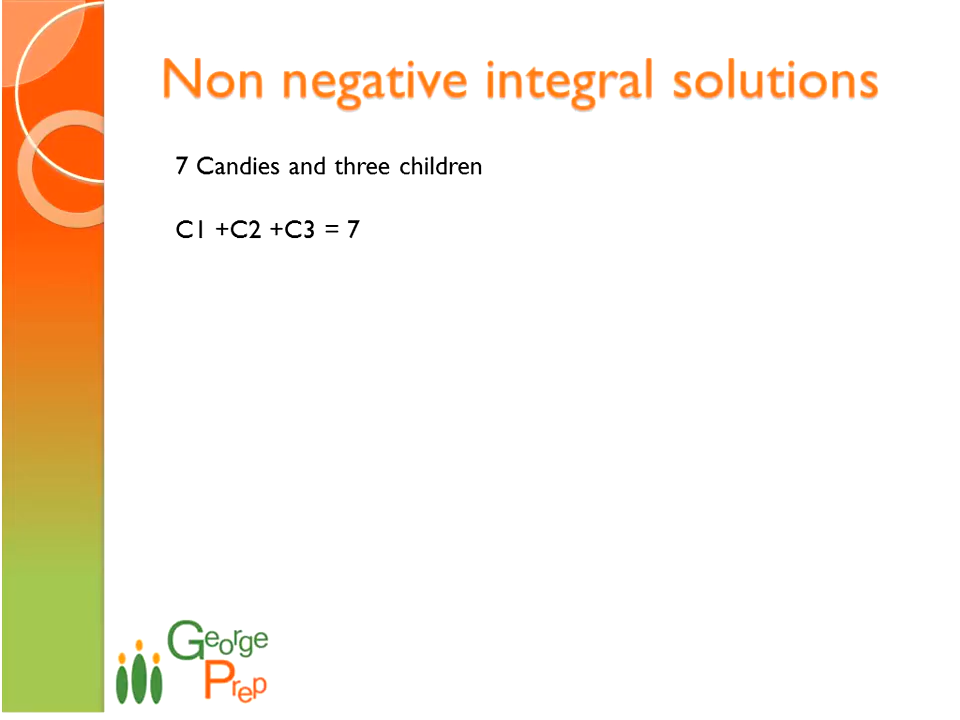 Non negative integral solutions
7 Candies and three children
C1 +C2 +C3 = 7
George
Prep